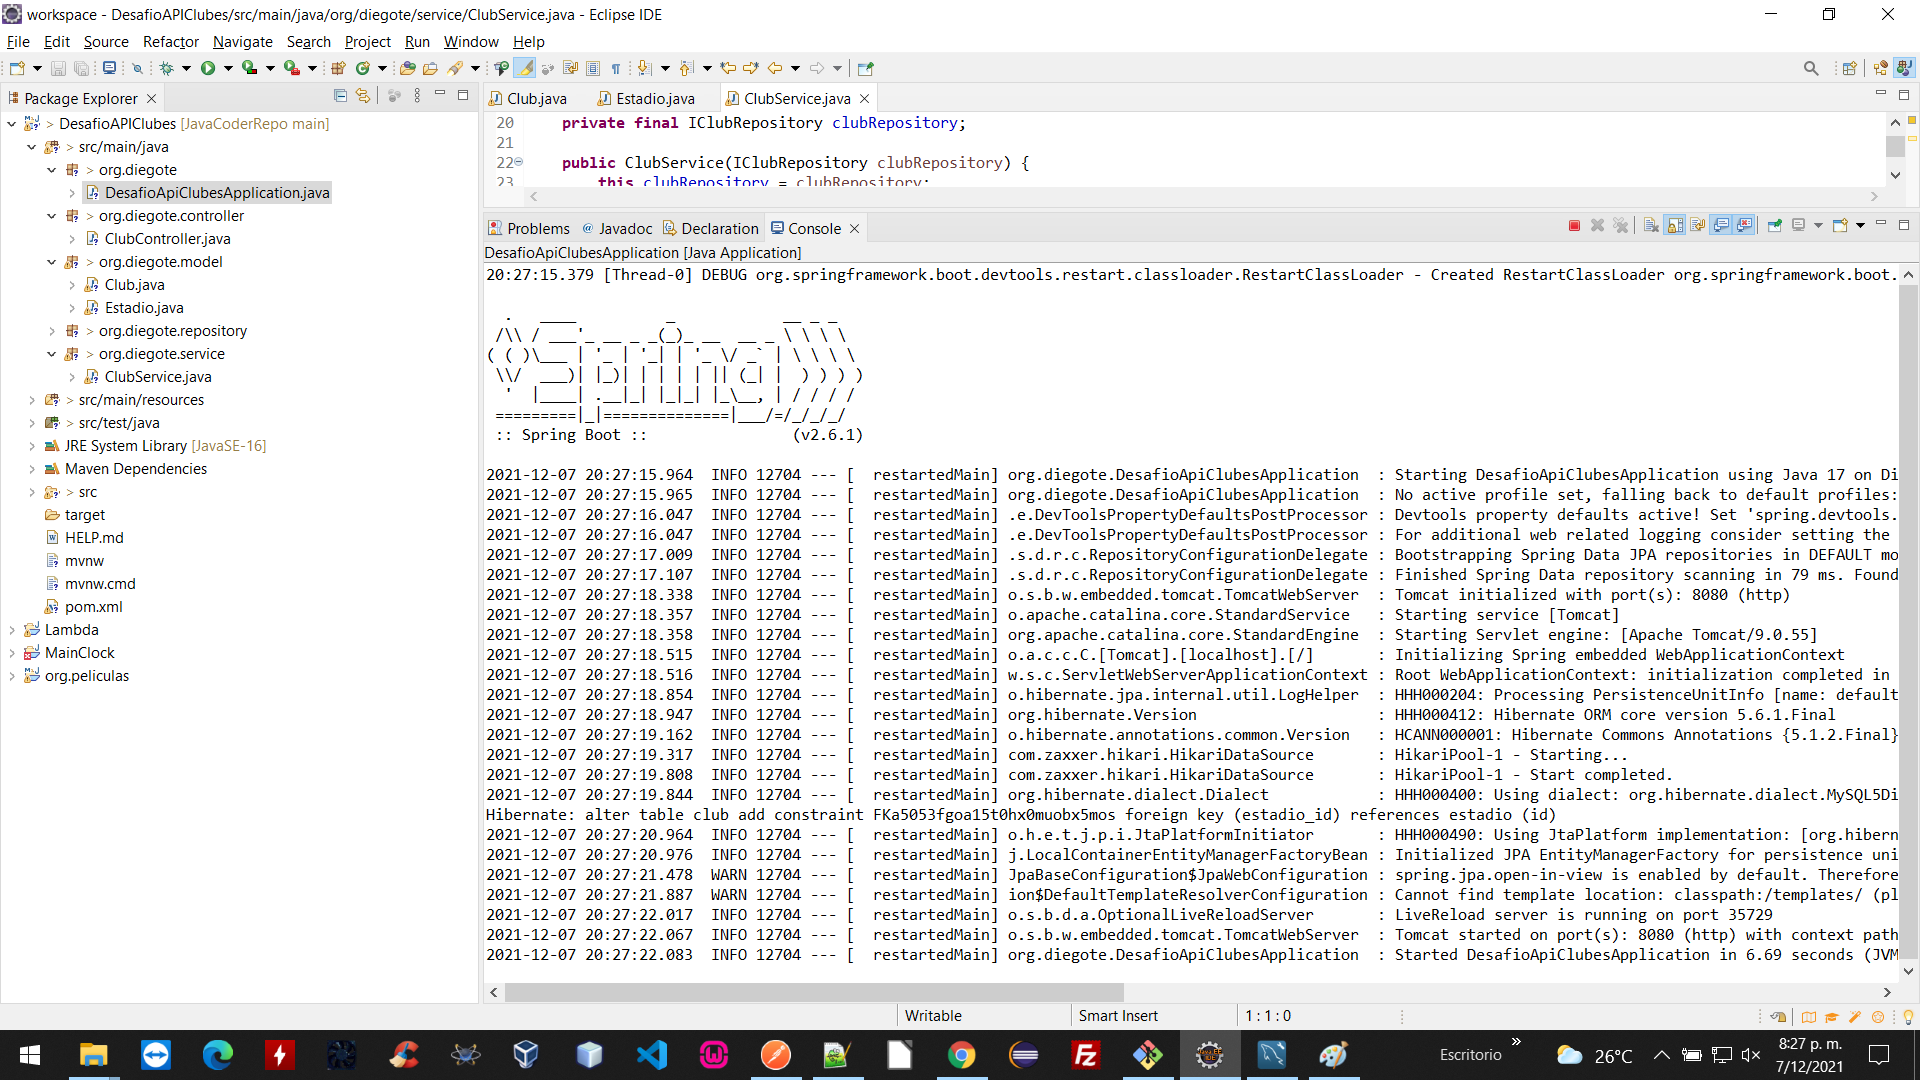 workspace - DesafioAPIClubes/src/main/java/org/diegote/service/ClubService.java - Eclipse IDE
File Edit Source Refactor Navigate Search Project Run Window Help
Package Explorer
> DesafioAPIClubes [JavaCoderRepo main]
> src/main/java
> org.diegote
DesafioApiClubesApplication.java
> org.diegote.controller
ClubController.java
> org.diegote.model
Club.java
Estadio.java
> org.diegote.repository
> org.diegote.service
ClubService.java
> src/main/resources
> src/test/java
JRE System Library [JavaSE-16]
Maven Dependencies
> src
target
HELP.md
mvnw
mvnw.cmd
pom.xml
Lambda
MainClock
org.peliculas
Club.java Estadio.java ClubService.java
20 private final IClubRepository clubRepository;
21
22 public ClubService(IClubRepository clubRepository) {
23 this.clubRepository = clubRepository;
Problems @ Javadoc Declaration Console
DesafioApiClubesApplication [Java Application]
20:27:15.379 [Thread-0] DEBUG org.springframework.boot.devtools.restart.classloader.RestartClassLoader - Created RestartClassLoader org.springframework.boot.
Spring
:: Spring Boot :: (v2.6.1)
2021-12-07 20:27:15.964 INFO 12704 --- [ restartedMain] org.diegote.DesafioApiClubesApplication : Starting DesafioApiClubesApplication using Java 17 on Di
2021-12-07 20:27:15.965 INFO 12704 --- [ restartedMain] org.diegote.DesafioApiClubesApplication : No active profile set, falling back to default profiles:
2021-12-07 20:27:16.047 INFO 12704 --- [ restartedMain] .e.DevToolsPropertyDefaultsPostProcessor : Devtools property defaults active! Set 'spring.devtools.
2021-12-07 20:27:16.047 INFO 12704 --- [ restartedMain] .e.DevToolsPropertyDefaultsPostProcessor : For additional web related logging consider setting the
2021-12-07 20:27:17.009 INFO 12704 --- [ restartedMain] .s.d.r.c.RepositoryConfigurationDelegate : Bootstrapping Spring Data JPA repositories in DEFAULT mo
2021-12-07 20:27:17.107 INFO 12704 --- [ restartedMain] .s.d.r.c.RepositoryConfigurationDelegate : Finished Spring Data repository scanning in 79 ms. Found
2021-12-07 20:27:18.338 INFO 12704 --- [ restartedMain] o.s.b.w.embedded.tomcat.TomcatWebServer : Tomcat initialized with port(s): 8080 (http)
2021-12-07 20:27:18.357 INFO 12704 --- [ restartedMain] o.apache.catalina.core.StandardService : Starting service [Tomcat]
2021-12-07 20:27:18.358 INFO 12704 --- [ restartedMain] org.apache.catalina.core.StandardEngine : Starting Servlet engine: [Apache Tomcat/9.0.55]
2021-12-07 20:27:18.515 INFO 12704 --- [ restartedMain] o.a.c.c.C.[Tomcat].[localhost].[/] : Initializing Spring embedded WebApplicationContext
2021-12-07 20:27:18.516 INFO 12704 --- [ restartedMain] w.s.c.ServletWebServerApplicationContext : Root WebApplicationContext: initialization completed in
2021-12-07 20:27:18.854 INFO 12704 --- [ restartedMain] o.hibernate.jpa.internal.util.LogHelper : HHH000204: Processing PersistenceUnitInfo [name: default
2021-12-07 20:27:18.947 INFO 12704 --- [ restartedMain] org.hibernate.Version : HHH000412: Hibernate ORM core version 5.6.1.Final
2021-12-07 20:27:19.162 INFO 12704 --- [ restartedMain] o.hibernate.annotations.common.Version : HCANN000001: Hibernate Commons Annotations {5.1.2.Final}
2021-12-07 20:27:19.317 INFO 12704 --- [ restartedMain] com.zaxxer.hikari.HikariDataSource : HikariPool-1 - Starting...
2021-12-07 20:27:19.808 INFO 12704 --- [ restartedMain] com.zaxxer.hikari.HikariDataSource : HikariPool-1 - Start completed.
2021-12-07 20:27:19.844 INFO 12704 --- [ restartedMain] org.hibernate.dialect.Dialect : HHH000400: Using dialect: org.hibernate.dialect.MySQL5Di
Hibernate: alter table club add constraint FKa5053fgoa15t0hx0muobx5mos foreign key (estadio_id) references estadio (id)
2021-12-07 20:27:20.964 INFO 12704 --- [ restartedMain] o.h.e.t.j.p.i.JtaPlatformInitiator : HHH000490: Using JtaPlatform implementation: [org.hibern
2021-12-07 20:27:20.976 INFO 12704 --- [ restartedMain] j.LocalContainerEntityManagerFactoryBean : Initialized JPA EntityManagerFactory for persistence uni
2021-12-07 20:27:21.478 WARN 12704 --- [ restartedMain] JpaBaseConfiguration$JpaWebConfiguration : spring.jpa.open-in-view is enabled by default. Therefore
2021-12-07 20:27:21.887 WARN 12704 --- [ restartedMain] ion$DefaultTemplateResolverConfiguration : Cannot find template location: classpath:/templates/ (pl
2021-12-07 20:27:22.017 INFO 12704 --- [ restartedMain] o.s.b.d.a.OptionalLiveReloadServer : LiveReload server is running on port 35729
2021-12-07 20:27:22.067 INFO 12704 --- [ restartedMain] o.s.b.w.embedded.tomcat.TomcatWebServer : Tomcat started on port(s): 8080 (http) with context path
2021-12-07 20:27:22.083 INFO 12704 --- [ restartedMain] org.diegote.DesafioApiClubesApplication : Started DesafioApiClubesApplication in 6.69 seconds (JVM
Writable Smart Insert 1 : 1 : 0
Escritorio » 26°C 8:27 p. m.
7/12/2021